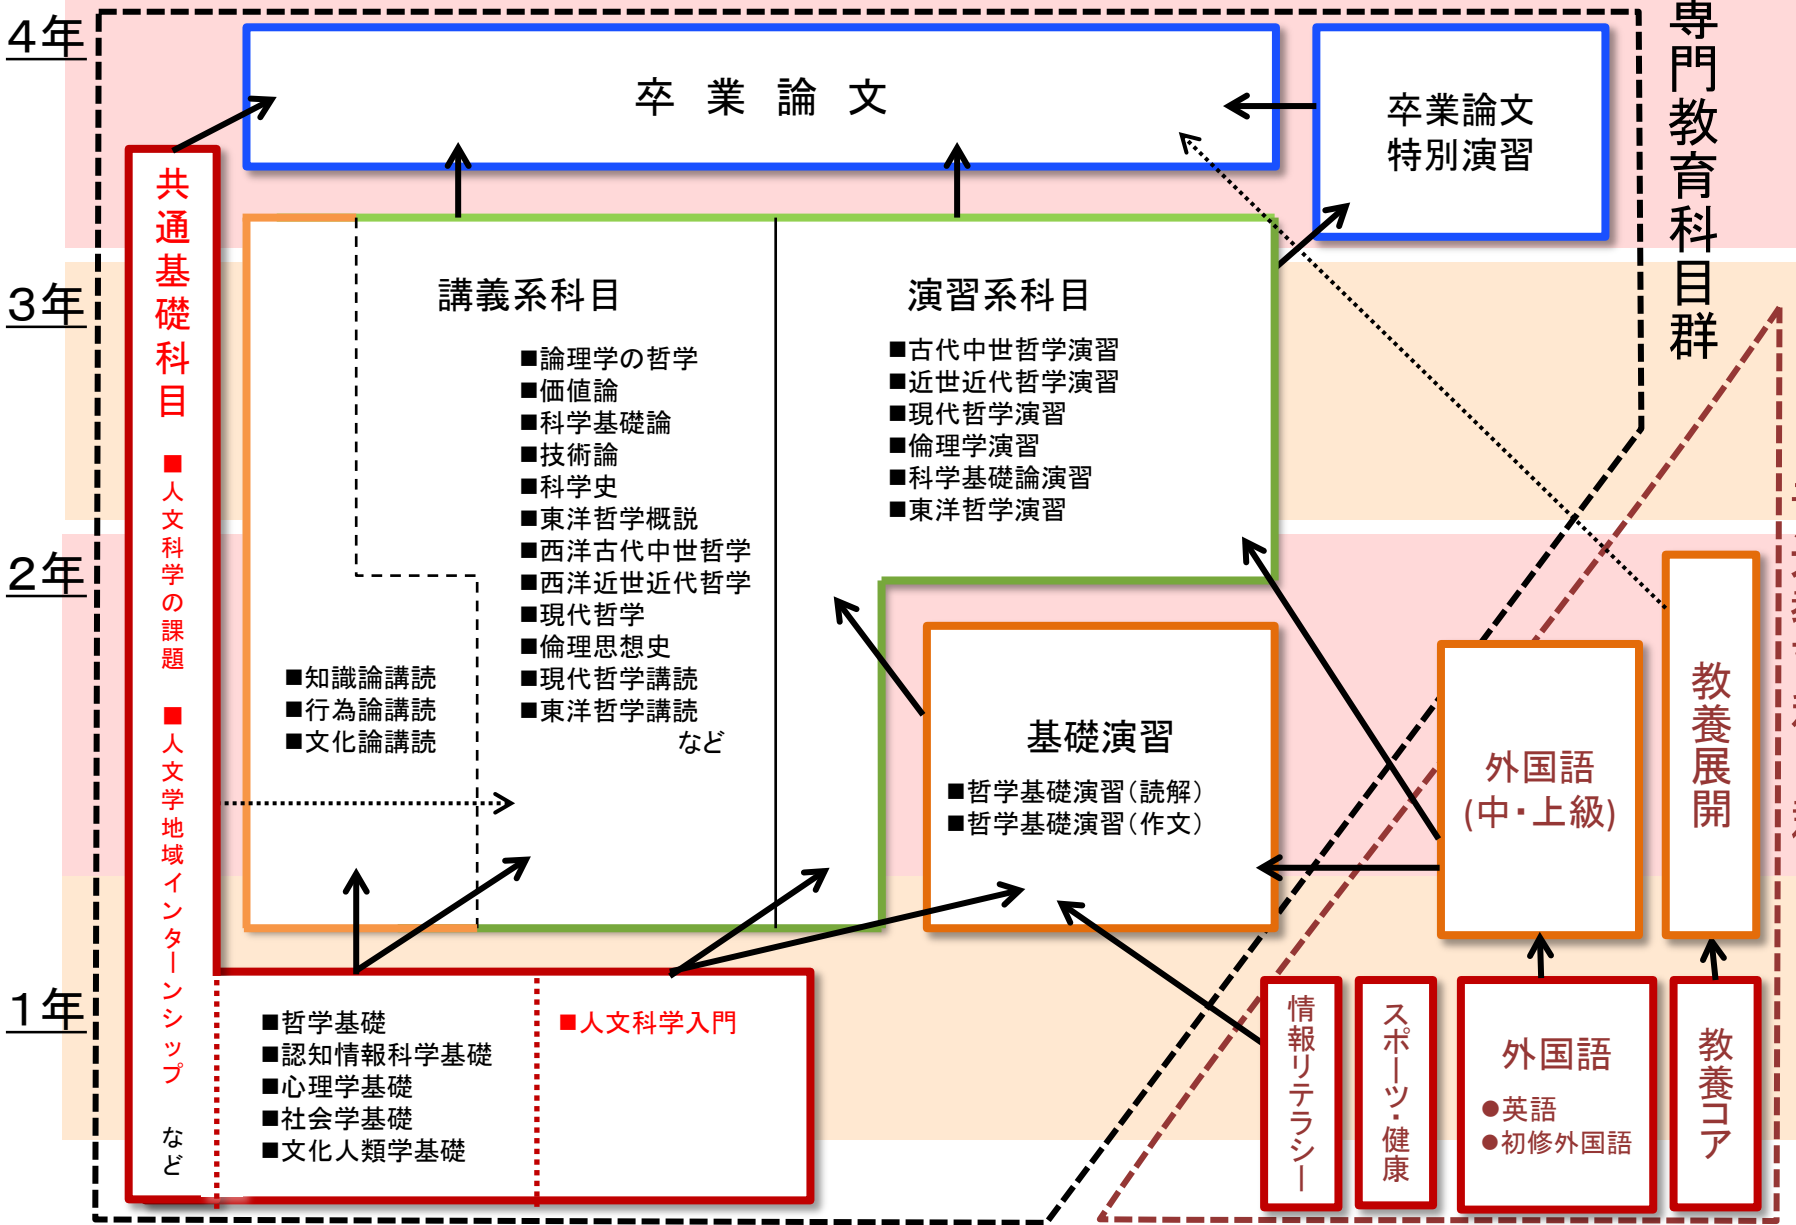 4年
卒 業 論 文
卒業論文
特別演習
専門教育科目群
共通基礎科目
■人文科学の課題
■人文学地域インターンシップ
など
3年
講義系科目
■論理学の哲学
■価値論
■科学基礎論
■技術論
■科学史
■東洋哲学概説
■西洋古代中世哲学
■西洋近世近代哲学
■現代哲学
■倫理思想史
■現代哲学講読
■東洋哲学講読
など
■知識論講読
■行為論講読
■文化論講読
演習系科目
■古代中世哲学演習
■近世近代哲学演習
■現代哲学演習
■倫理学演習
■科学基礎論演習
■東洋哲学演習
2年
基礎演習
■哲学基礎演習(読解)
■哲学基礎演習(作文)
外国語
(中・上級)
教養展開
1年
■哲学基礎
■認知情報科学基礎
■心理学基礎
■社会学基礎
■文化人類学基礎
■人文科学入門
情報リテラシー
スポーツ・健康
外国語
●英語
●初修外国語
教養コア